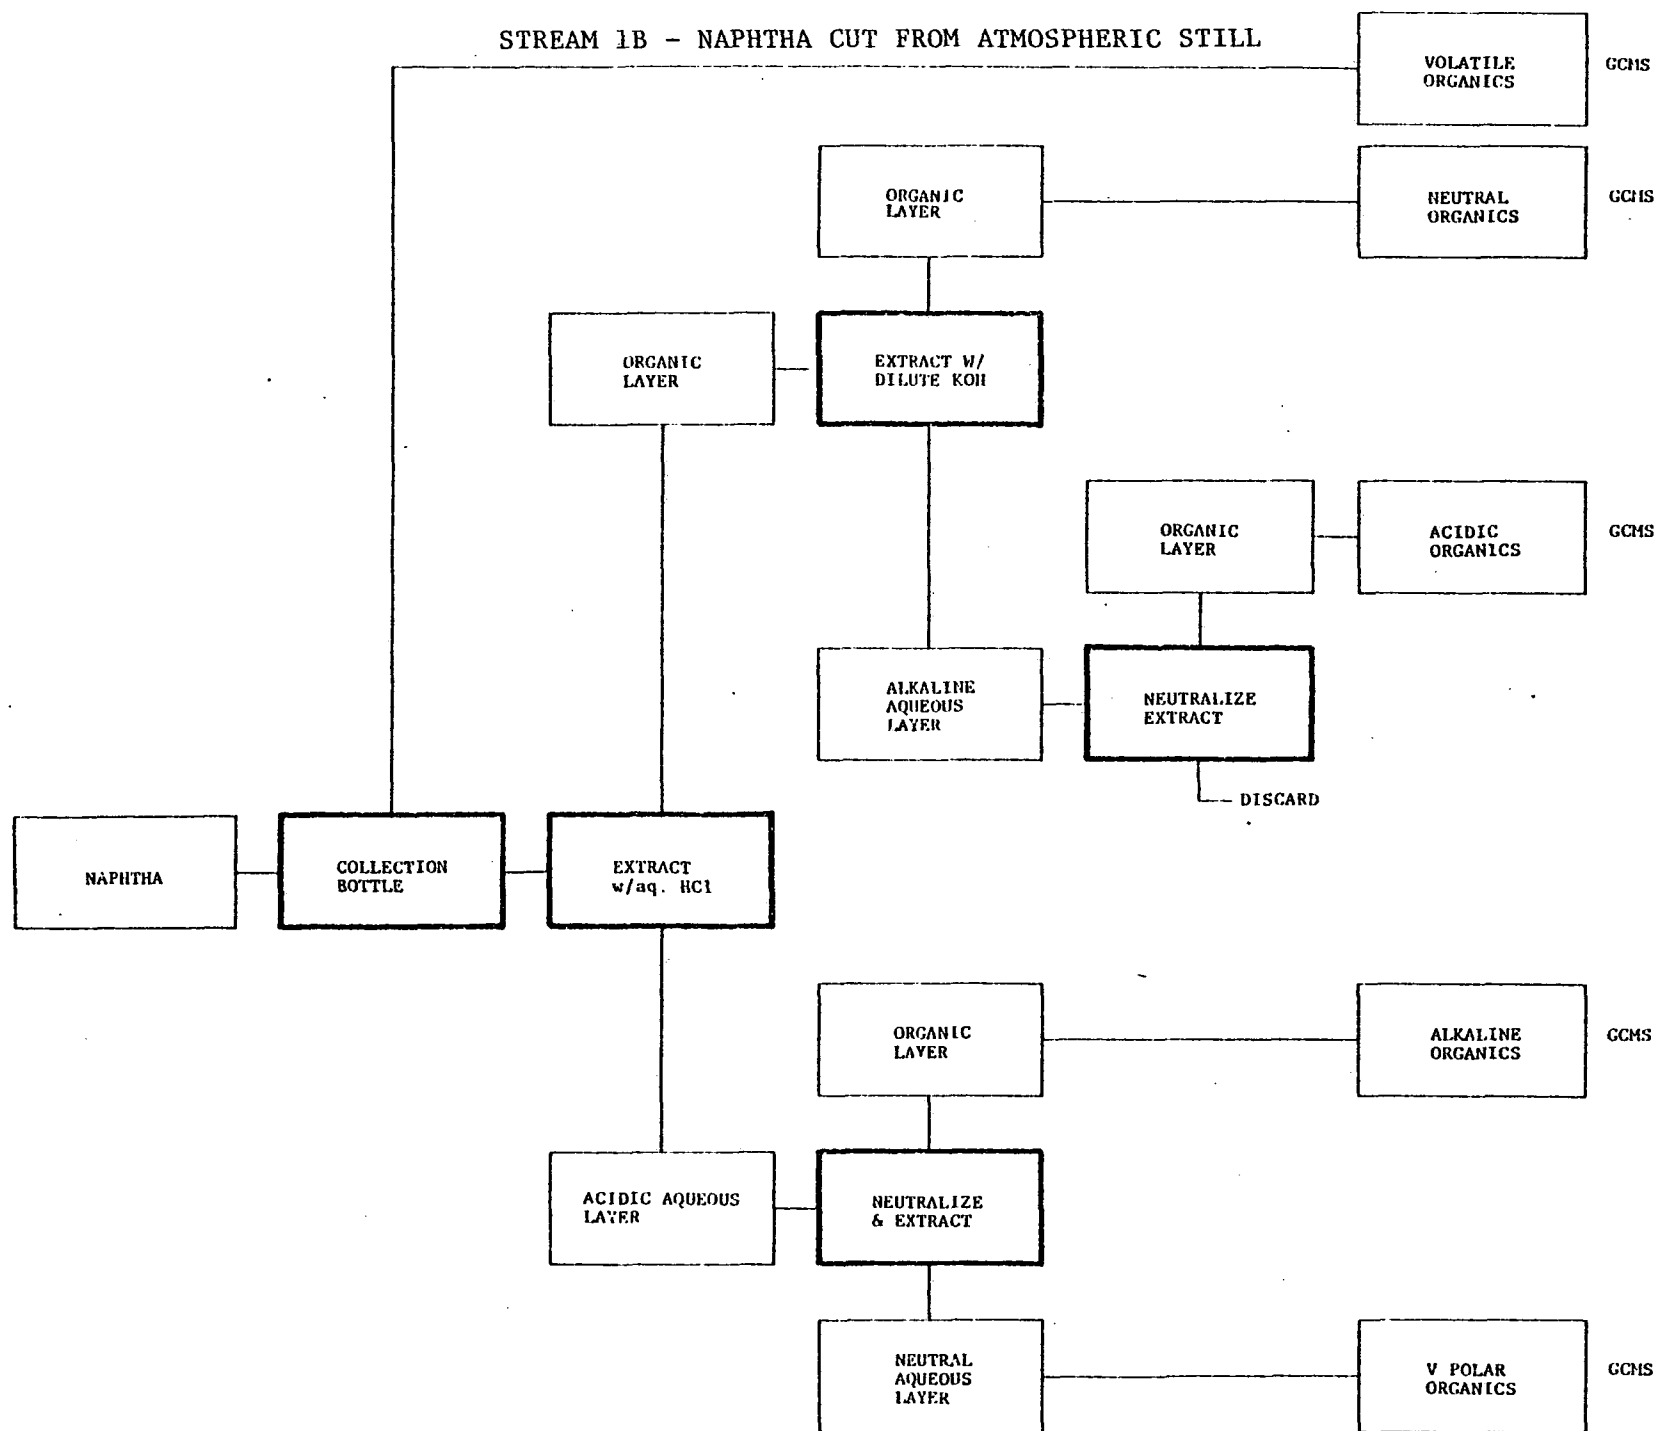 STREAM 1B - NAPHTHA CUT FROM ATMOSPHERIC STILL
VOLATILE
ORGANICS
GCMS
ORGANIC
LAYER
NEUTRAL
ORGANICS
GCMS
ORGANIC
LAYER
EXTRACT W/
DILUTE KOH
ORGANIC
LAYER
ACIDIC
ORGANICS
GCMS
ALKALINE
AQUEOUS
LAYER
NEUTRALIZE
EXTRACT
DISCARD
NAPHTHA
COLLECTION
BOTTLE
EXTRACT
w/aq. HCl
ORGANIC
LAYER
ALKALINE
ORGANICS
GCMS
ACIDIC AQUEOUS
LAYER
NEUTRALIZE
& EXTRACT
NEUTRAL
AQUEOUS
LAYER
V POLAR
ORGANICS
GCMS